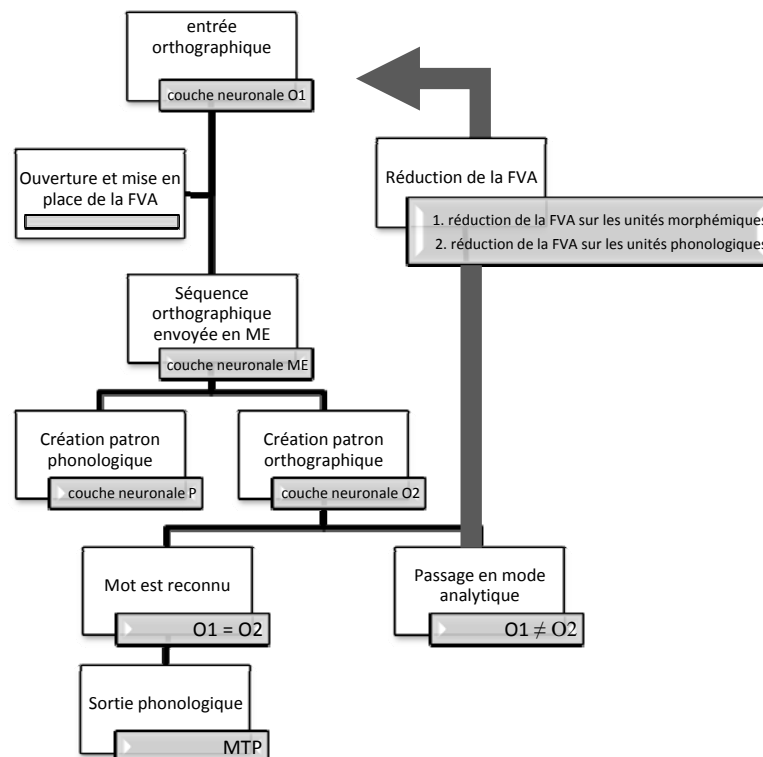 entrée
orthographique
couche neuronale O1
Ouverture et mise en
place de la FVA
Réduction de la FVA
1. réduction de la FVA sur les unités morphémiques
2. réduction de la FVA sur les unités phonologiques
Séquence
orthographique
envoyée en ME
couche neuronale ME
Création patron
phonologique
couche neuronale P
Création patron
orthographique
couche neuronale O2
Mot est reconnu
O1 = O2
Passage en mode
analytique
O1 ≠ O2
Sortie phonologique
MTP